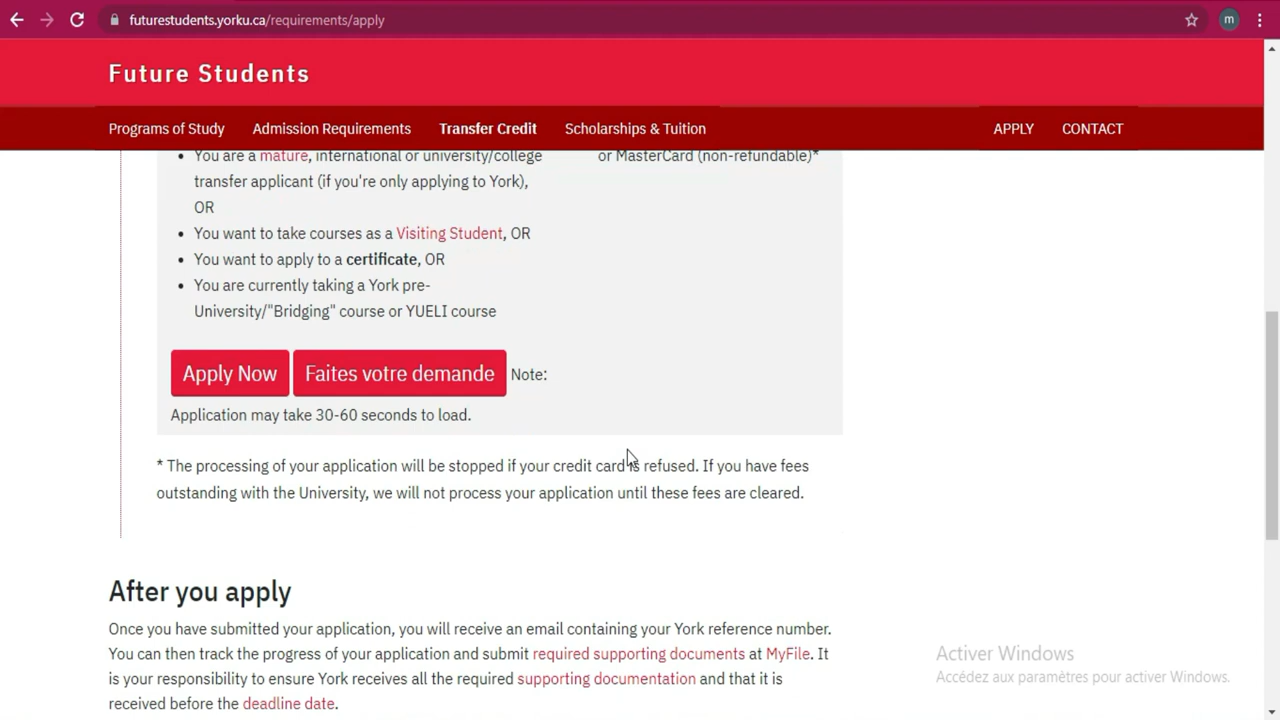 futurestudents.yorku.ca/requirements/apply
m
Future Students
Programs of Study Admission Requirements Transfer Credit Scholarships & Tuition APPLY CONTACT
You are a mature, international or university/college
transfer applicant (if you're only applying to York),
OR
You want to take courses as a Visiting Student, OR
You want to apply to a certificate, OR
You are currently taking a York pre-
University/"Bridging" course or YUELI course
or MasterCard (non-refundable)*
Apply Now Faites votre demande Note:
Application may take 30-60 seconds to load.
* The processing of your application will be stopped if your credit card is refused. If you have fees
outstanding with the University, we will not process your application until these fees are cleared.
After you apply
Once you have submitted your application, you will receive an email containing your York reference number.
You can then track the progress of your application and submit required supporting documents at MyFile. It
is your responsibility to ensure York receives all the required supporting documentation and that it is
received before the deadline date.
Activer Windows
Accédez aux paramètres pour activer Windows.